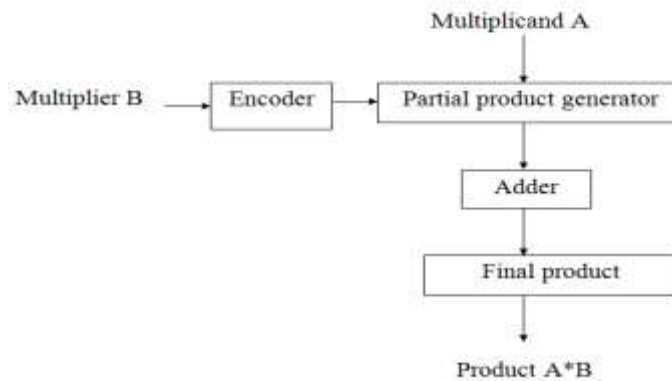 Multiplicand A
Multiplier B
Encoder
Partial product generator
Adder
Final product
Product A*B